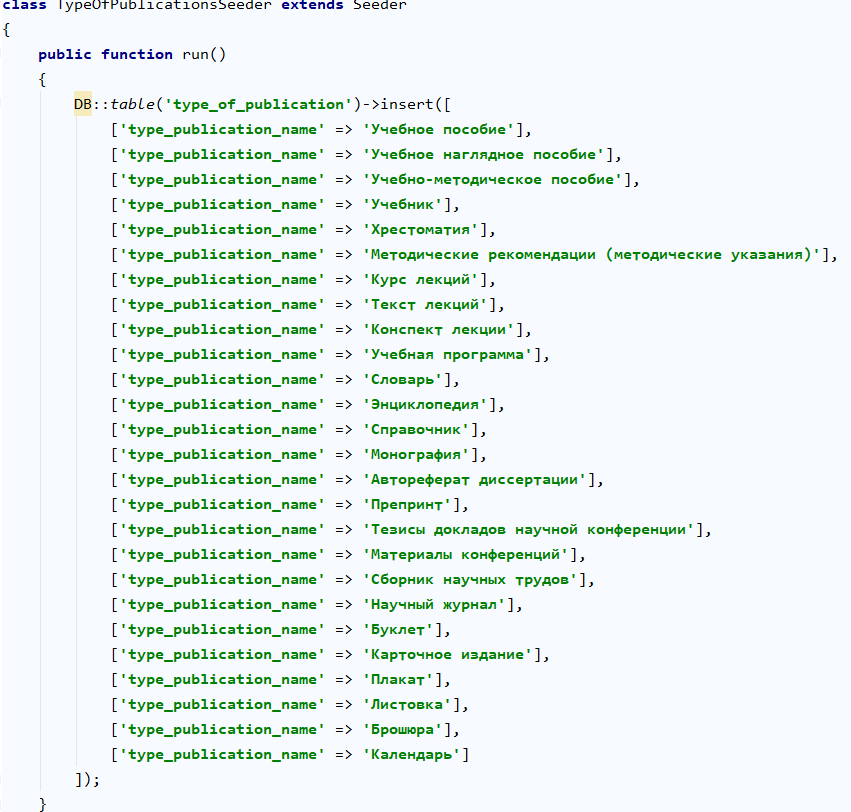 class TypeOfPublicationsSeeder extends Seeder
{
    public function run()
    {
        DB::table('type_of_publication')->insert([
            ['type_publication_name' => 'Учебное пособие'],
            ['type_publication_name' => 'Учебное наглядное пособие'],
            ['type_publication_name' => 'Учебно-методическое пособие'],
            ['type_publication_name' => 'Учебник'],
            ['type_publication_name' => 'Хрестоматия'],
            ['type_publication_name' => 'Методические рекомендации (методические указания)'],
            ['type_publication_name' => 'Курс лекций'],
            ['type_publication_name' => 'Текст лекций'],
            ['type_publication_name' => 'Конспект лекции'],
            ['type_publication_name' => 'Учебная программа'],
            ['type_publication_name' => 'Словарь'],
            ['type_publication_name' => 'Энциклопедия'],
            ['type_publication_name' => 'Справочник'],
            ['type_publication_name' => 'Монография'],
            ['type_publication_name' => 'Автореферат диссертации'],
            ['type_publication_name' => 'Препринт'],
            ['type_publication_name' => 'Тезисы докладов научной конференции'],
            ['type_publication_name' => 'Материалы конференций'],
            ['type_publication_name' => 'Сборник научных трудов'],
            ['type_publication_name' => 'Научный журнал'],
            ['type_publication_name' => 'Буклет'],
            ['type_publication_name' => 'Карточное издание'],
            ['type_publication_name' => 'Плакат'],
            ['type_publication_name' => 'Листовка'],
            ['type_publication_name' => 'Брошюра'],
            ['type_publication_name' => 'Календарь']
        ]);
    }